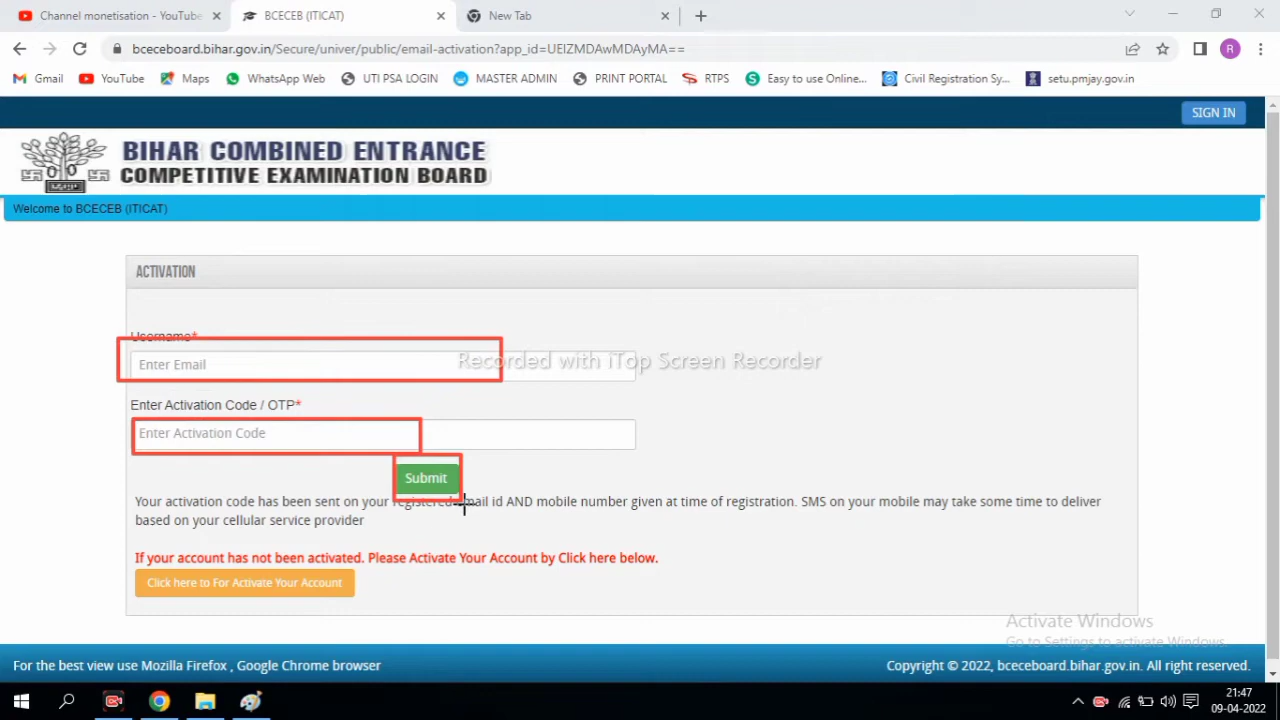 Channel monetisation - YouTube
BCECEB (ITICAT)
New Tab
bceceboard.bihar.gov.in/Secure/univer/public/email-activation?app_id=UEIZMDAwMDAyMA==
R
Gmail
YouTube
Maps
WhatsApp Web
UTI PSA LOGIN
MASTER ADMIN
PRINT PORTAL
RTPS
Easy to use Online...
Civil Registration Sy...
setu.pmjay.gov.in
SIGN IN
BIHAR COMBINED ENTRANCE
COMPETITIVE EXAMINATION BOARD
Welcome to BCECEB (ITICAT)
ACTIVATION
Username*
Enter Email
Recorded with iTop Screen Recorder
Enter Activation Code / OTP*
Enter Activation Code
Submit
Your activation code has been sent on your registered email id AND mobile number given at time of registration. SMS on your mobile may take some time to deliver
based on your cellular service provider
If your account has not been activated. Please Activate Your Account by Click here below.
Click here to For Activate Your Account
Activate Windows
Go to Settings to activate Windows.
For the best view use Mozilla Firefox , Google Chrome browser
Copyright © 2022, bceceboard.bihar.gov.in. All right reserved.
21:47
09-04-2022